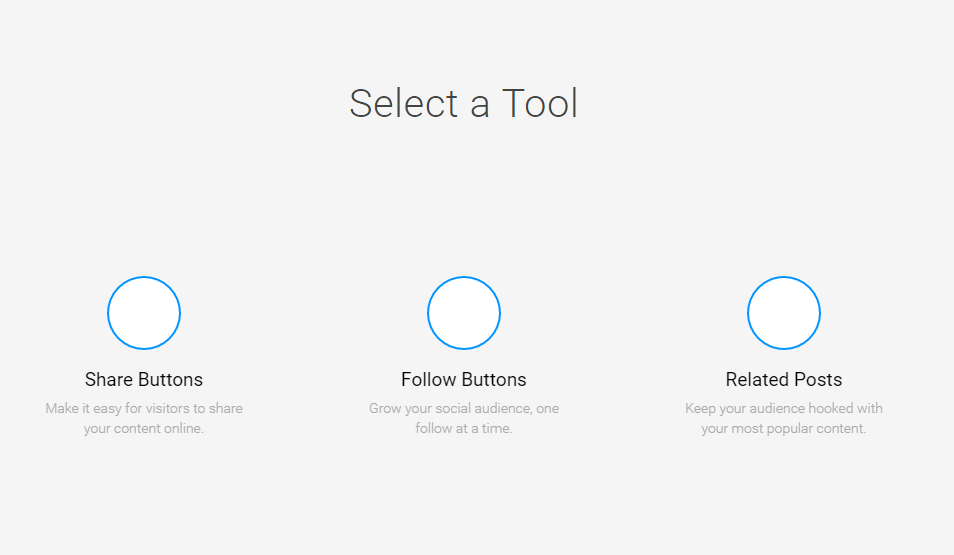 Select a Tool
Share Buttons
Make it easy for visitors to share
your content online.
Follow Buttons
Grow your social audience, one
follow at a time.
Related Posts
Keep your audience hooked with
your most popular content.